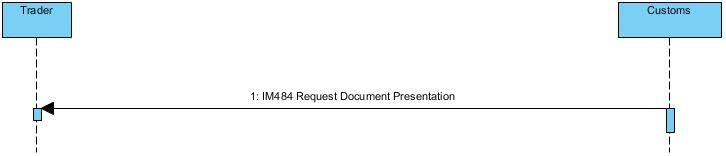 Trader
Customs
1: IM484 Request Document Presentation